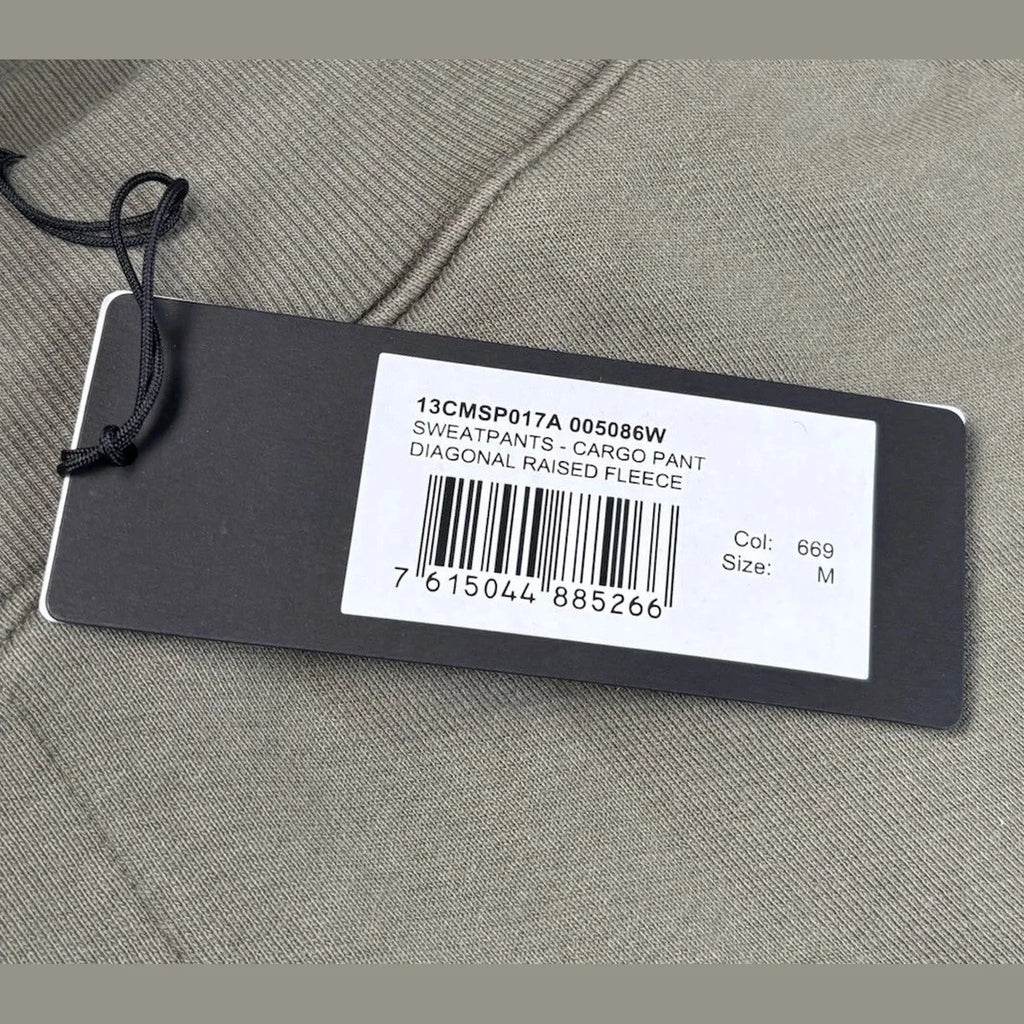 13CMSP017A 005086W
SWEATPANTS - CARGO PANT
DIAGONAL RAISED FLEECE
Col: 669
Size: M
7 615044 885266